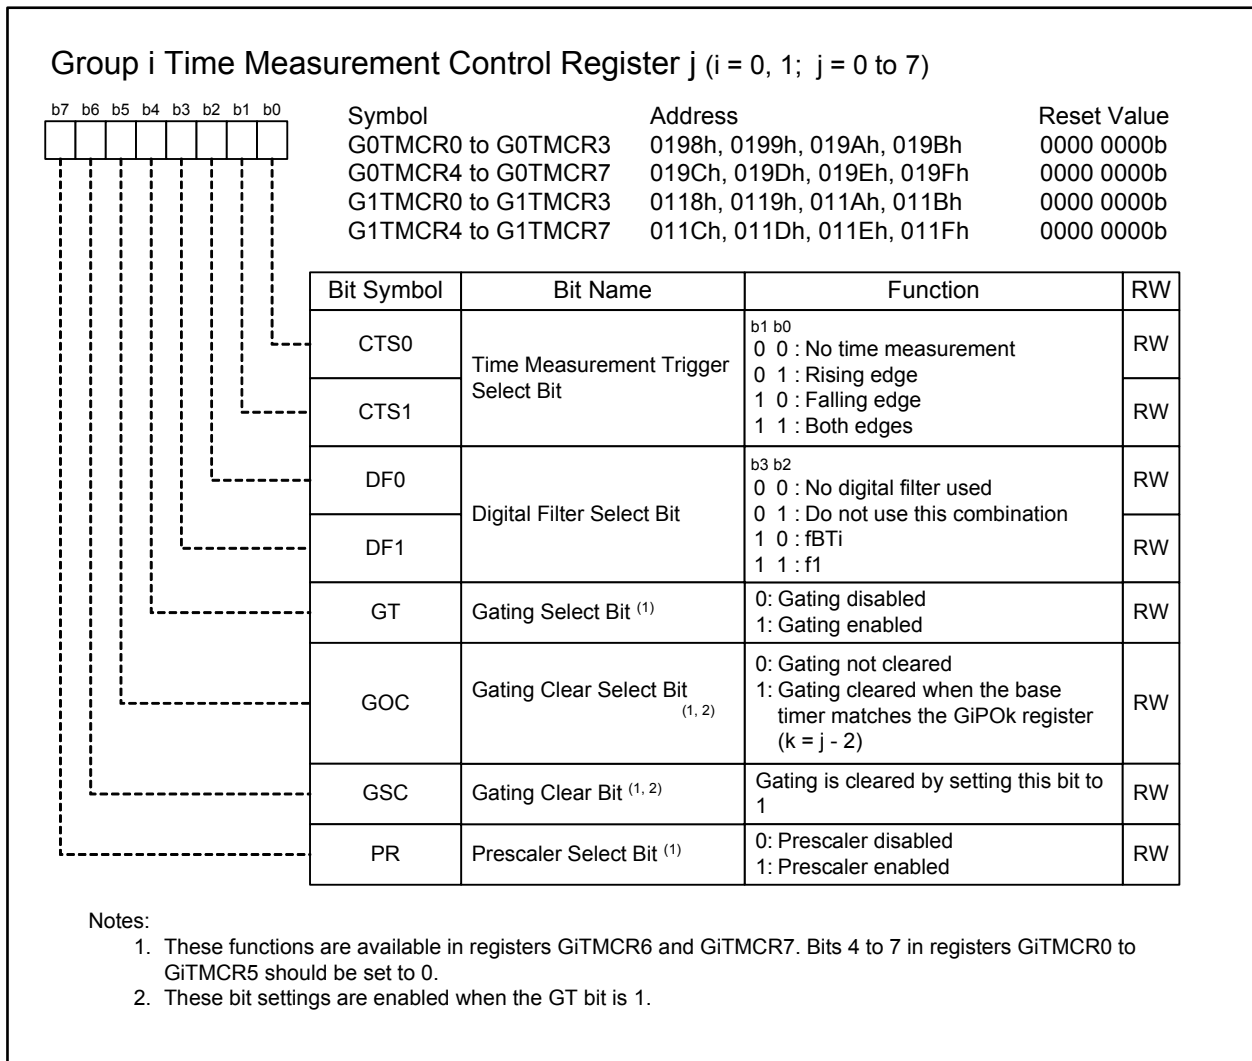 Group i Time Measurement Control Register j (i = 0, 1; j = 0 to 7)
b7 b6 b5 b4 b3 b2 b1 b0
Symbol Address Reset Value
G0TMCR0 to G0TMCR3 0198h, 0199h, 019Ah, 019Bh 0000 0000b
G0TMCR4 to G0TMCR7 019Ch, 019Dh, 019Eh, 019Fh 0000 0000b
G1TMCR0 to G1TMCR3 0118h, 0119h, 011Ah, 011Bh 0000 0000b
G1TMCR4 to G1TMCR7 011Ch, 011Dh, 011Eh, 011Fh 0000 0000b
Bit Symbol Bit Name Function RW
CTS0
CTS1
Time Measurement Trigger
Select Bit
b1 b0
0 0 : No time measurement
0 1 : Rising edge
1 0 : Falling edge
1 1 : Both edges
RW
RW
DF0
DF1
Digital Filter Select Bit
b3 b2
0 0 : No digital filter used
0 1 : Do not use this combination
1 0 : fBTi
1 1 : f1
RW
RW
GT
Gating Select Bit (1)
0: Gating disabled
1: Gating enabled
RW
GOC
Gating Clear Select Bit
(1, 2)
0: Gating not cleared
1: Gating cleared when the base
timer matches the GiPOk register
(k = j - 2)
RW
GSC
Gating Clear Bit (1, 2)
Gating is cleared by setting this bit to
1
RW
PR
Prescaler Select Bit (1)
0: Prescaler disabled
1: Prescaler enabled
RW
Notes:
1. These functions are available in registers GiTMCR6 and GiTMCR7. Bits 4 to 7 in registers GiTMCR0 to
GiTMCR5 should be set to 0.
2. These bit settings are enabled when the GT bit is 1.